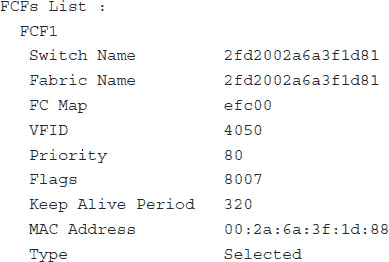 FCFs List :
FCF1
Switch Name 2fd2002a6a3f1d81
Fabric Name 2fd2002a6a3f1d81
FC Map efc00
VFID 4050
Priority 80
Flags 8007
Keep Alive Period 320
MAC Address 00:2a:6a:3f:1d:88
Type Selected